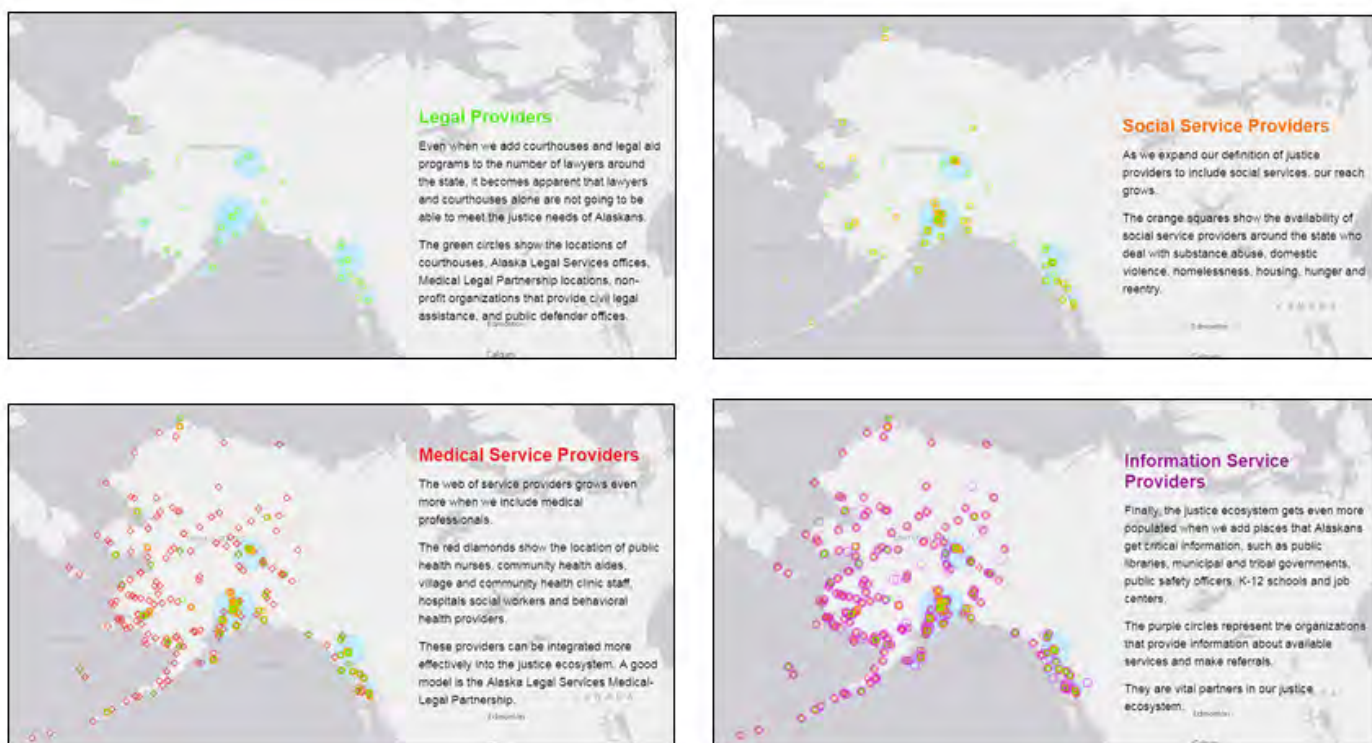 Legal Providers
Even when we add courthouses and legal aid
programs to the number of lawyers around
the state, it becomes apparent that lawyers
and courthouses alone are not going to be
able to meet the justice needs of Alaskans.
The green circles show the locations of
courthouses, Alaska Legal Services offices,
Medical Legal Partnership locations, non-
profit organizations that provide civil legal
assistance, and public defender offices.
Edmonton
Calgary
Social Service Providers
As we expand our definition of justice
providers to include social services, our reach
grows.
The orange squares show the availability of
social service providers around the state who
deal with substance abuse, domestic
violence, homelessness, housing, hunger and
reentry.
CANADA
Edmonton
Medical Service Providers
The web of service providers grows even
more when we include medical
professionals.
The red diamonds show the location of public
health nurses, community health aides,
village and community health clinic staff,
hospitals social workers and behavioral
health providers.
These providers can be integrated more
effectively into the justice ecosystem. A good
model is the Alaska Legal Services Medical-
Legal Partnership.
CANADA
Edmonton
Information Service
Providers
Finally, the justice ecosystem gets even more
populated when we add places that Alaskans
get critical information, such as public
libraries, municipal and tribal governments,
public safety officers, K-12 schools and job
centers.
The purple circles represent the organizations
that provide information about available
services and make referrals.
They are vital partners in our justice
ecosystem.
Edmonton